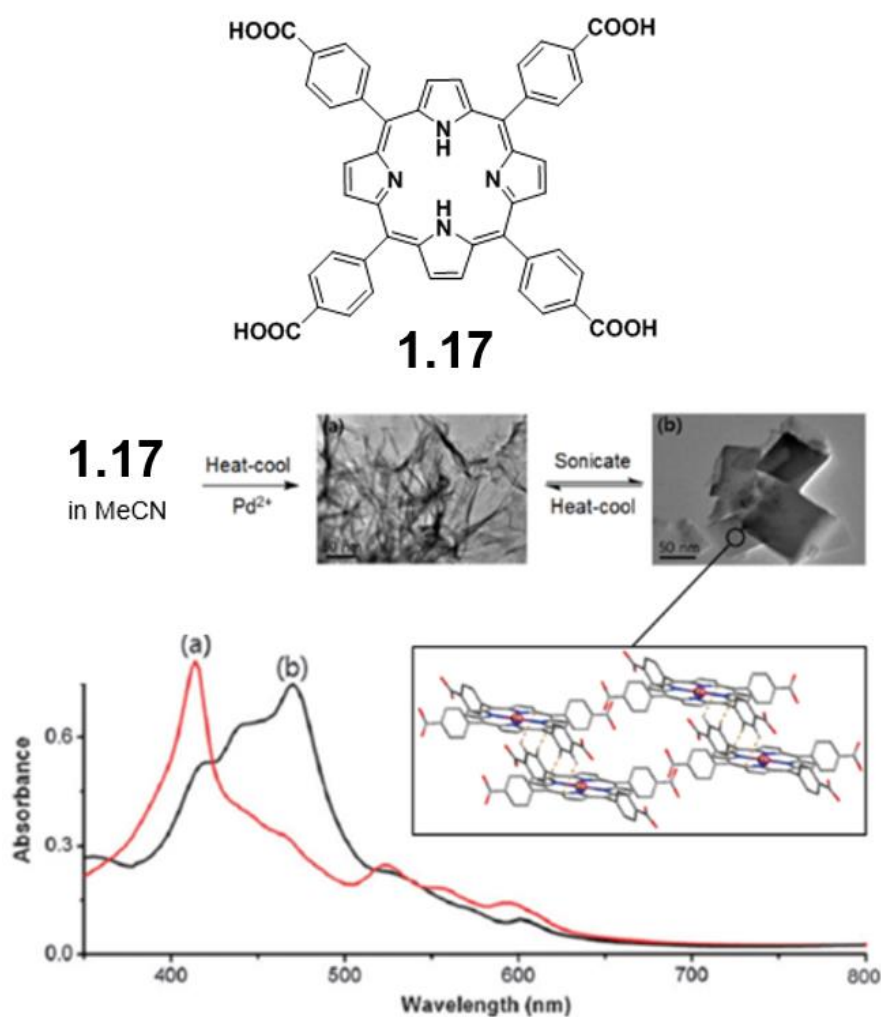 HOOC
COOH
N
H
N
N
H
N
HOOC
COOH
1.17
1.17
in MeCN
Heat-cool
Pd2+
(a)
Sonicate
Heat-cool
(b)
50 nm
(a)
(b)
0.6
0.3
0.0
Absorbance
400
500
600
700
800
Wavelength (nm)